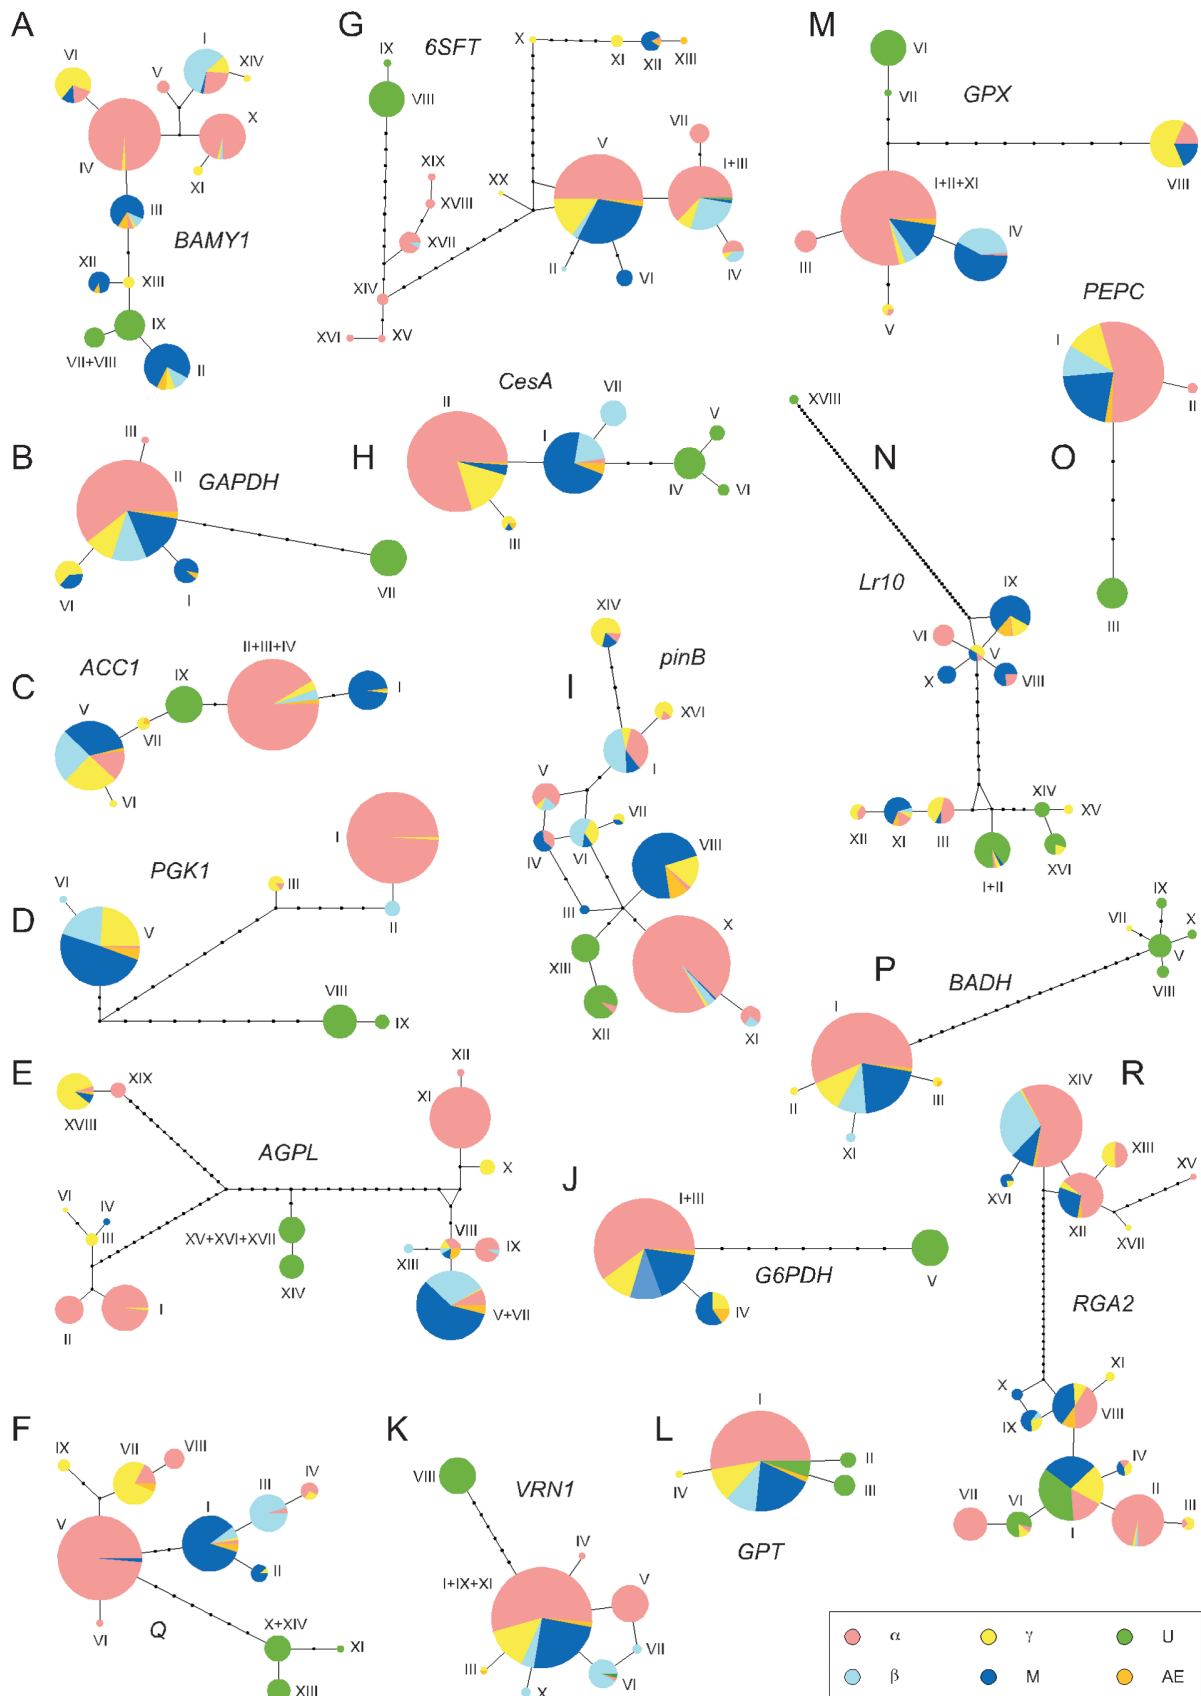 A
BAMY1
VI
I
XIV
V
X
IV
XI
III
XII
XIII
IX
VII+VIII
II
B
GAPDH
III
II
VI
I
VII
C
ACC1
II+III+IV
IX
I
V
VII
VI
D
PGK1
I
VI
III
V
II
VIII
IX
E
AGPL
XIX
XVIII
XII
XI
X
VI
IV
III
XV+XVI+XVII
VIII
IX
XIII
XIV
I
II
V+VII
F
Q
IX
VII
VIII
III
IV
V
I
II
VI
X+XIV
XI
XIII
G
6SFT
IX
X
XI
XII
XIII
VIII
VII
V
I+III
XIX
XX
XVIII
XVII
II
VI
IV
XIV
XVI
XV
H
CesA
II
VII
I
V
IV
VI
III
I
pinB
XIV
XVI
I
V
VII
IV
VI
VIII
III
X
XIII
XII
XI
J
G6PDH
I+III
V
IV
K
VRN1
VIII
IV
I+IX+XI
V
VII
III
VI
X
L
GPT
I
II
IV
III
M
GPX
VI
VII
VIII
I+II+XI
IV
III
V
N
Lr10
XVIII
IX
VI
V
X
VIII
XIV
XV
XII
XI
III
I+II
XVI
O
PEPC
I
II
III
P
BADH
IX
VII
X
V
VIII
I
II
III
XI
R
RGA2
XIV
XIII
XV
XVI
XII
XVII
X
XI
IX
VIII
IV
VII
VI
II
III
I
α γ U
β M AE